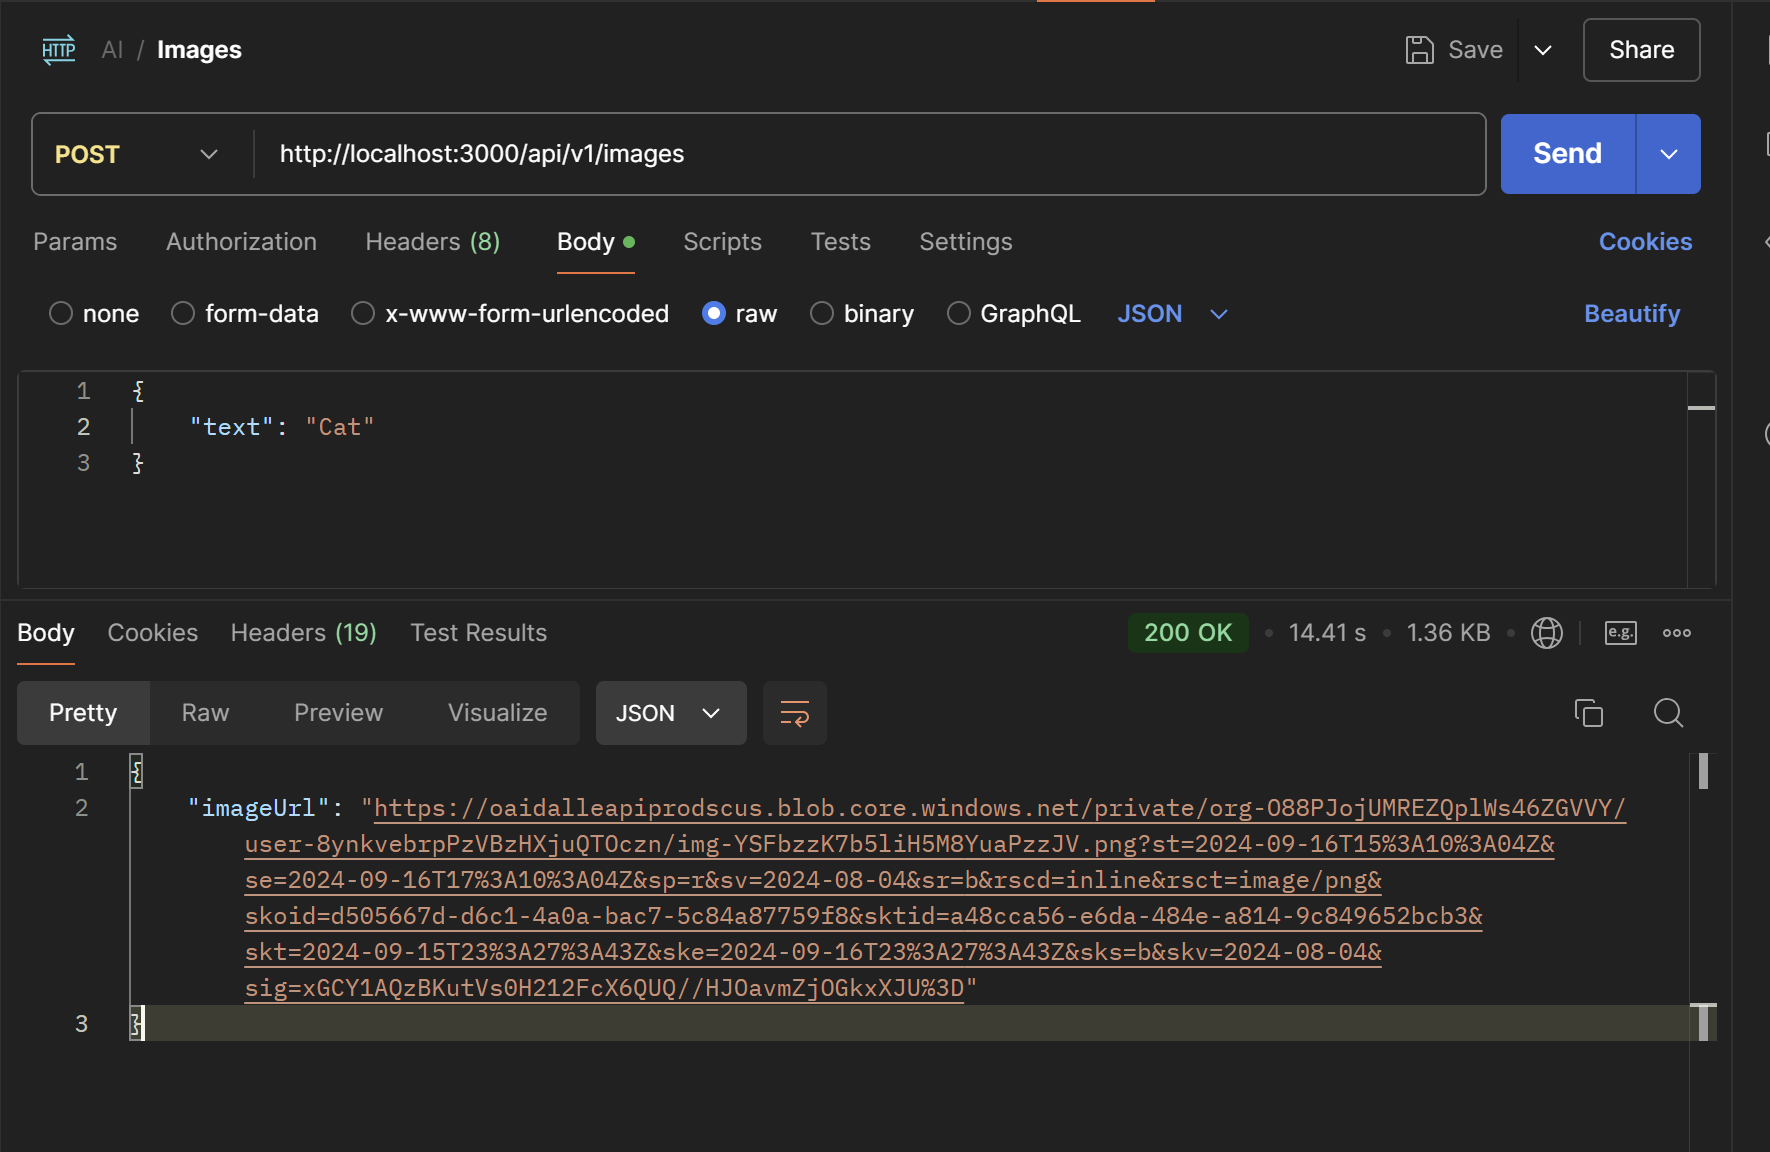 HTTP AI / Images Save Share
POST http://localhost:3000/api/v1/images Send
Params Authorization Headers (8) Body Scripts Tests Settings Cookies
none form-data x-www-form-urlencoded raw binary GraphQL JSON Beautify
1 {
2 "text": "Cat"
3 }
Body Cookies Headers (19) Test Results 200 OK 14.41 s 1.36 KB e.g.
Pretty Raw Preview Visualize JSON
1 {
2 "imageUrl": "https://oaidalleapiprodscus.blob.core.windows.net/private/org-O88PJojUMREZQplWs46ZGVVY/
user-8ynkvebrpPzVBzHXjuQTOczn/img-YSFbzzK7b5liH5M8YuaPzzJV.png?st=2024-09-16T15%3A10%3A04Z&
se=2024-09-16T17%3A10%3A04Z&sp=r&sv=2024-08-04&sr=b&rscd=inline&rsct=image/png&
skoid=d505667d-d6c1-4a0a-bac7-5c84a87759f8&sktid=a48cca56-e6da-484e-a814-9c849652bcb3&
skt=2024-09-15T23%3A27%3A43Z&ske=2024-09-16T23%3A27%3A43Z&sks=b&skv=2024-08-04&
sig=xGCY1AQzBKutVs0H212FcX6QUQ//HJOavmZjOGkxXJU%3D"
3 }